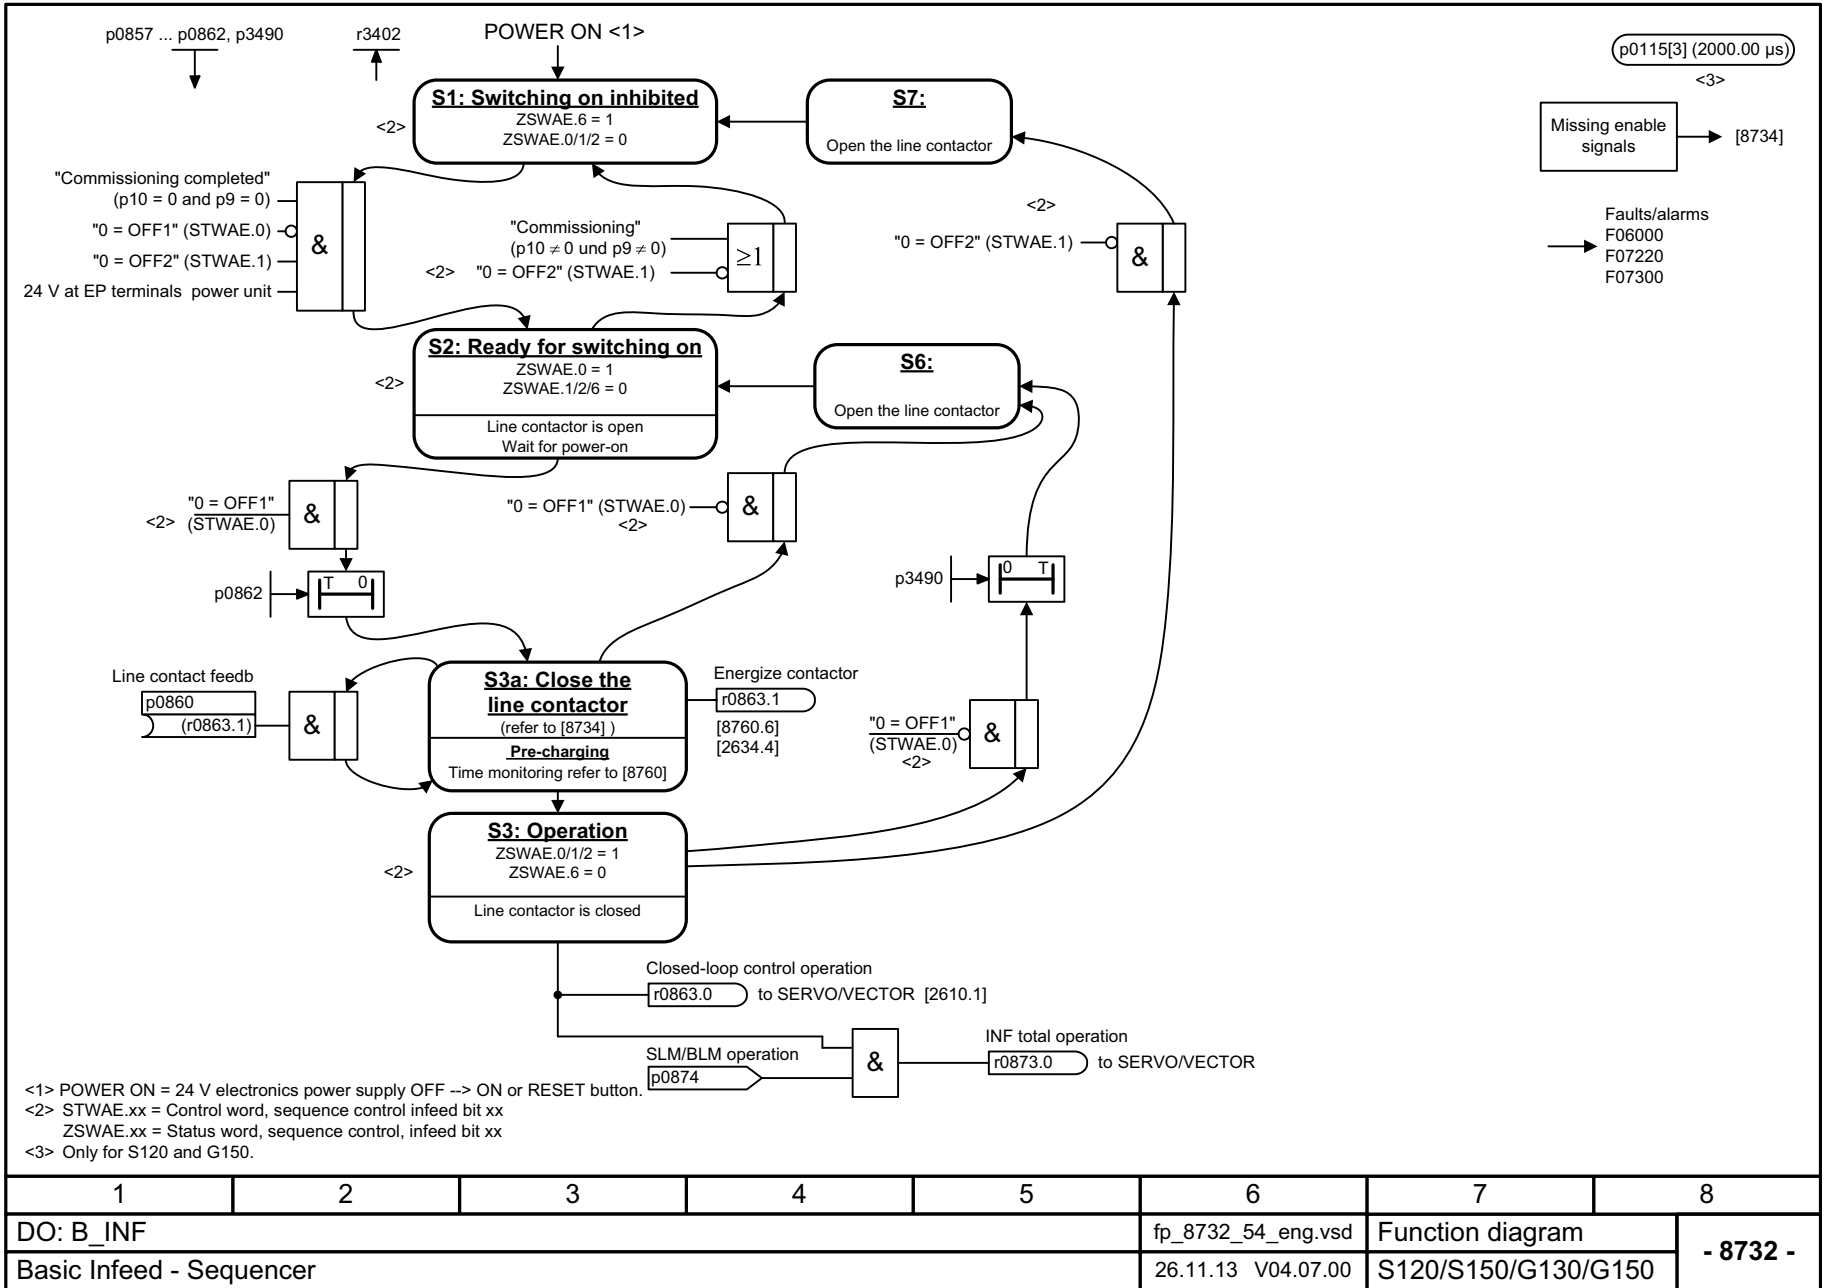 p0857 ... p0862, p3490
r3402
POWER ON <1>
p0115[3] (2000.00 µs)
<3>
S1: Switching on inhibited
ZSWAE.6 = 1
ZSWAE.0/1/2 = 0
<2>
S7:
Open the line contactor
Missing enable
signals
[8734]
"Commissioning completed"
(p10 = 0 and p9 = 0)
"0 = OFF1" (STWAE.0)
"0 = OFF2" (STWAE.1)
24 V at EP terminals power unit
&
"Commissioning"
(p10 ≠ 0 und p9 ≠ 0)
<2> "0 = OFF2" (STWAE.1)
≥1
<2>
"0 = OFF2" (STWAE.1)
&
Faults/alarms
F06000
F07220
F07300
S2: Ready for switching on
ZSWAE.0 = 1
ZSWAE.1/2/6 = 0
<2>
Line contactor is open
Wait for power-on
S6:
Open the line contactor
"0 = OFF1"
<2> (STWAE.0)
&
"0 = OFF1" (STWAE.0)
<2>
&
p0862
T 0
p3490
0 T
Line contact feedb
p0860
(r0863.1)
&
S3a: Close the
line contactor
(refer to [8734] )
Pre-charging
Time monitoring refer to [8760]
Energize contactor
r0863.1
[8760.6]
[2634.4]
"0 = OFF1"
(STWAE.0)
<2>
&
S3: Operation
ZSWAE.0/1/2 = 1
ZSWAE.6 = 0
<2>
Line contactor is closed
Closed-loop control operation
r0863.0 to SERVO/VECTOR [2610.1]
SLM/BLM operation
p0874
&
INF total operation
r0873.0 to SERVO/VECTOR
<1> POWER ON = 24 V electronics power supply OFF --> ON or RESET button.
<2> STWAE.xx = Control word, sequence control infeed bit xx
ZSWAE.xx = Status word, sequence control, infeed bit xx
<3> Only for S120 and G150.
1 2 3 4 5 6 7 8
DO: B_INF
fp_8732_54_eng.vsd
Function diagram
- 8732 -
Basic Infeed - Sequencer
26.11.13 V04.07.00
S120/S150/G130/G150